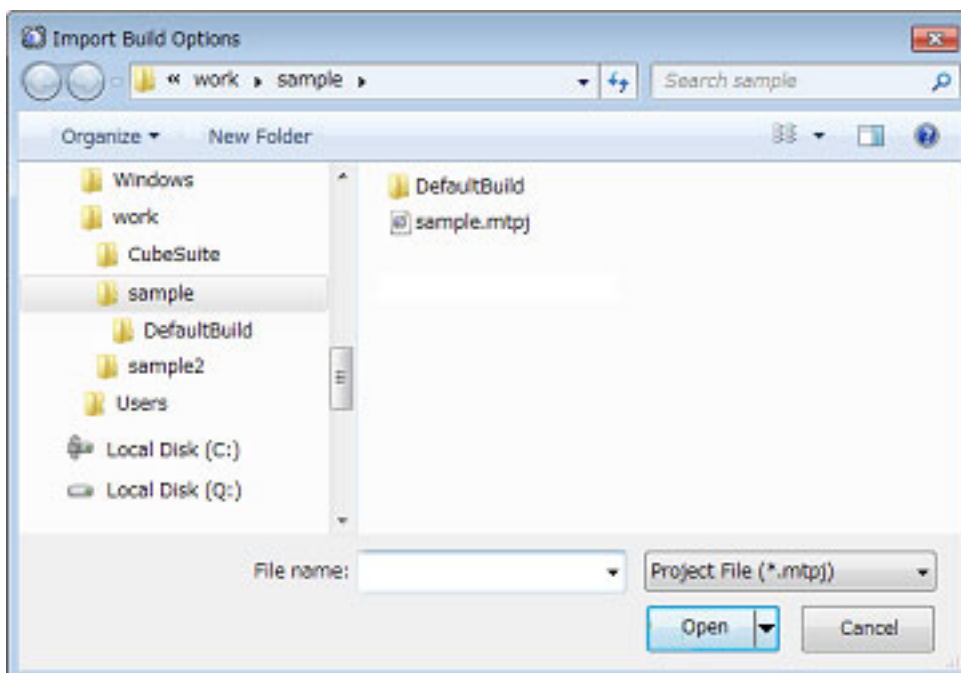 Import Build Options
« work ▸ sample ▸
Search sample
Organize
New Folder
Windows
work
CubeSuite
sample
DefaultBuild
sample2
Users
Local Disk (C:)
Local Disk (Q:)
DefaultBuild
sample.mtpj
File name:
Project File (*.mtpj)
Open
Cancel